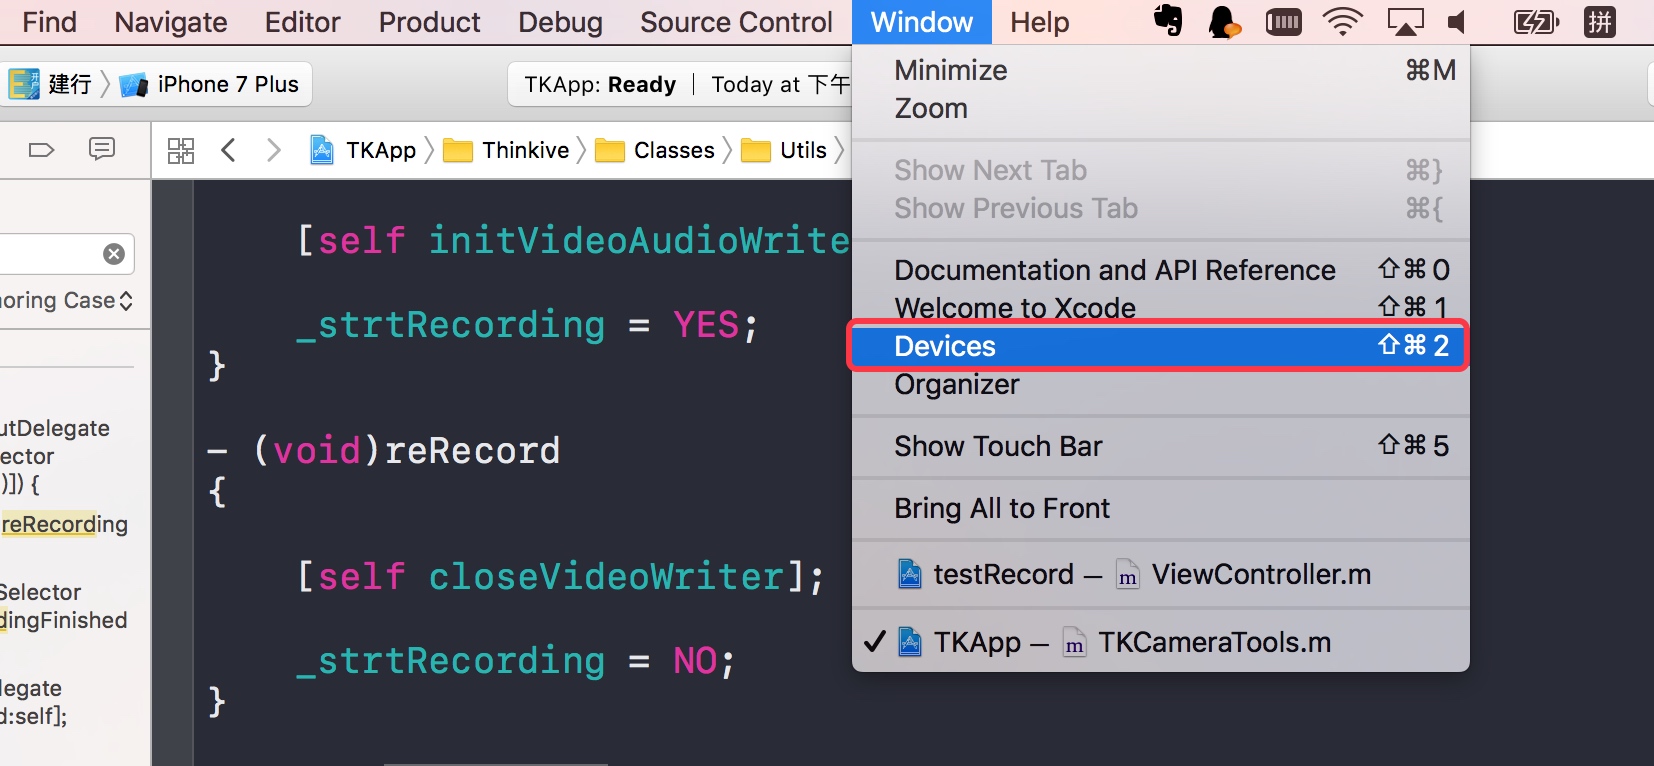 Find Navigate Editor Product Debug Source Control Window Help 拼
建行 iPhone 7 Plus TKApp: Ready | Today at 下午
TKApp Thinkive Classes Utils
Minimize ⌘M
Zoom
Show Next Tab ⌘}
Show Previous Tab ⌘{
Documentation and API Reference ⇧⌘0
Welcome to Xcode ⇧⌘1
Devices ⇧⌘2
Organizer
Show Touch Bar ⇧⌘5
Bring All to Front
testRecord — m ViewController.m
✓ TKApp — m TKCameraTools.m
oring Case
utDelegate
ector
)]) {
reRecording
Selector
dingFinished
legate
d:self];
[self initVideoAudioWrite
_strtRecording = YES;
}
- (void)reRecord
{
[self closeVideoWriter];
_strtRecording = NO;
}